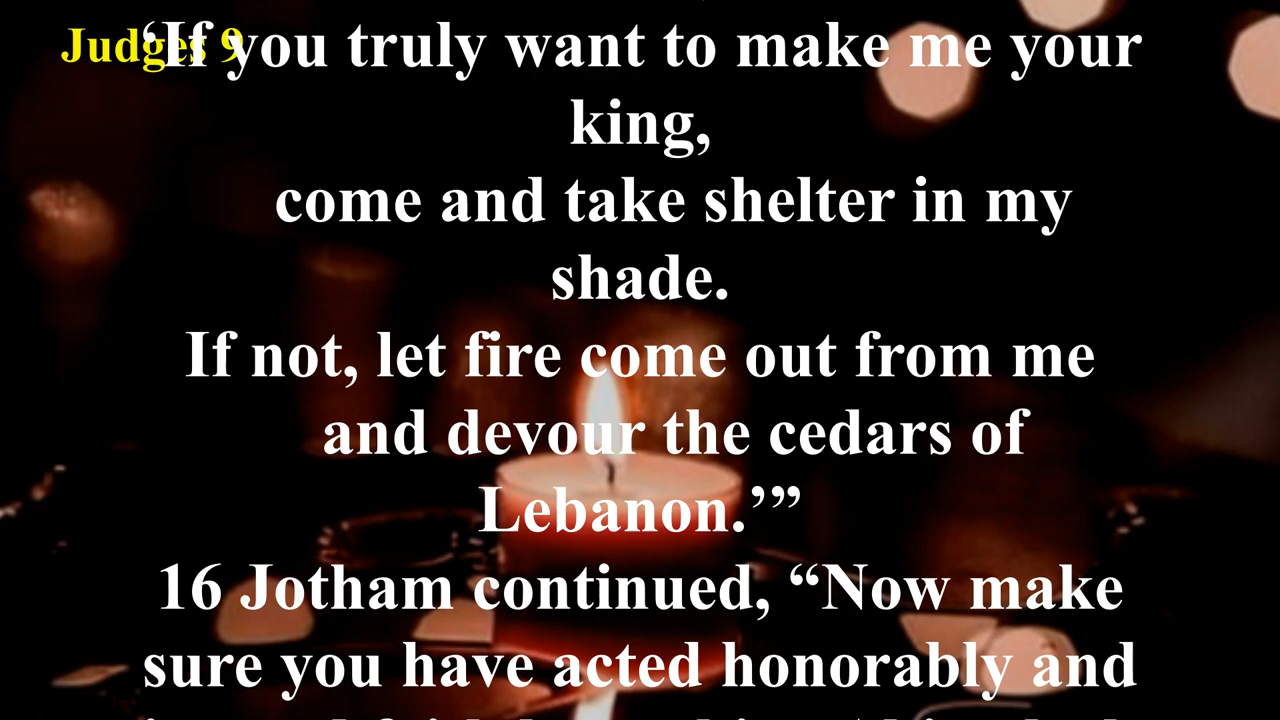 Judges 9
‘If you truly want to make me your
king,
come and take shelter in my
shade.
If not, let fire come out from me
and devour the cedars of
Lebanon.’”
16 Jotham continued, “Now make
sure you have acted honorably and